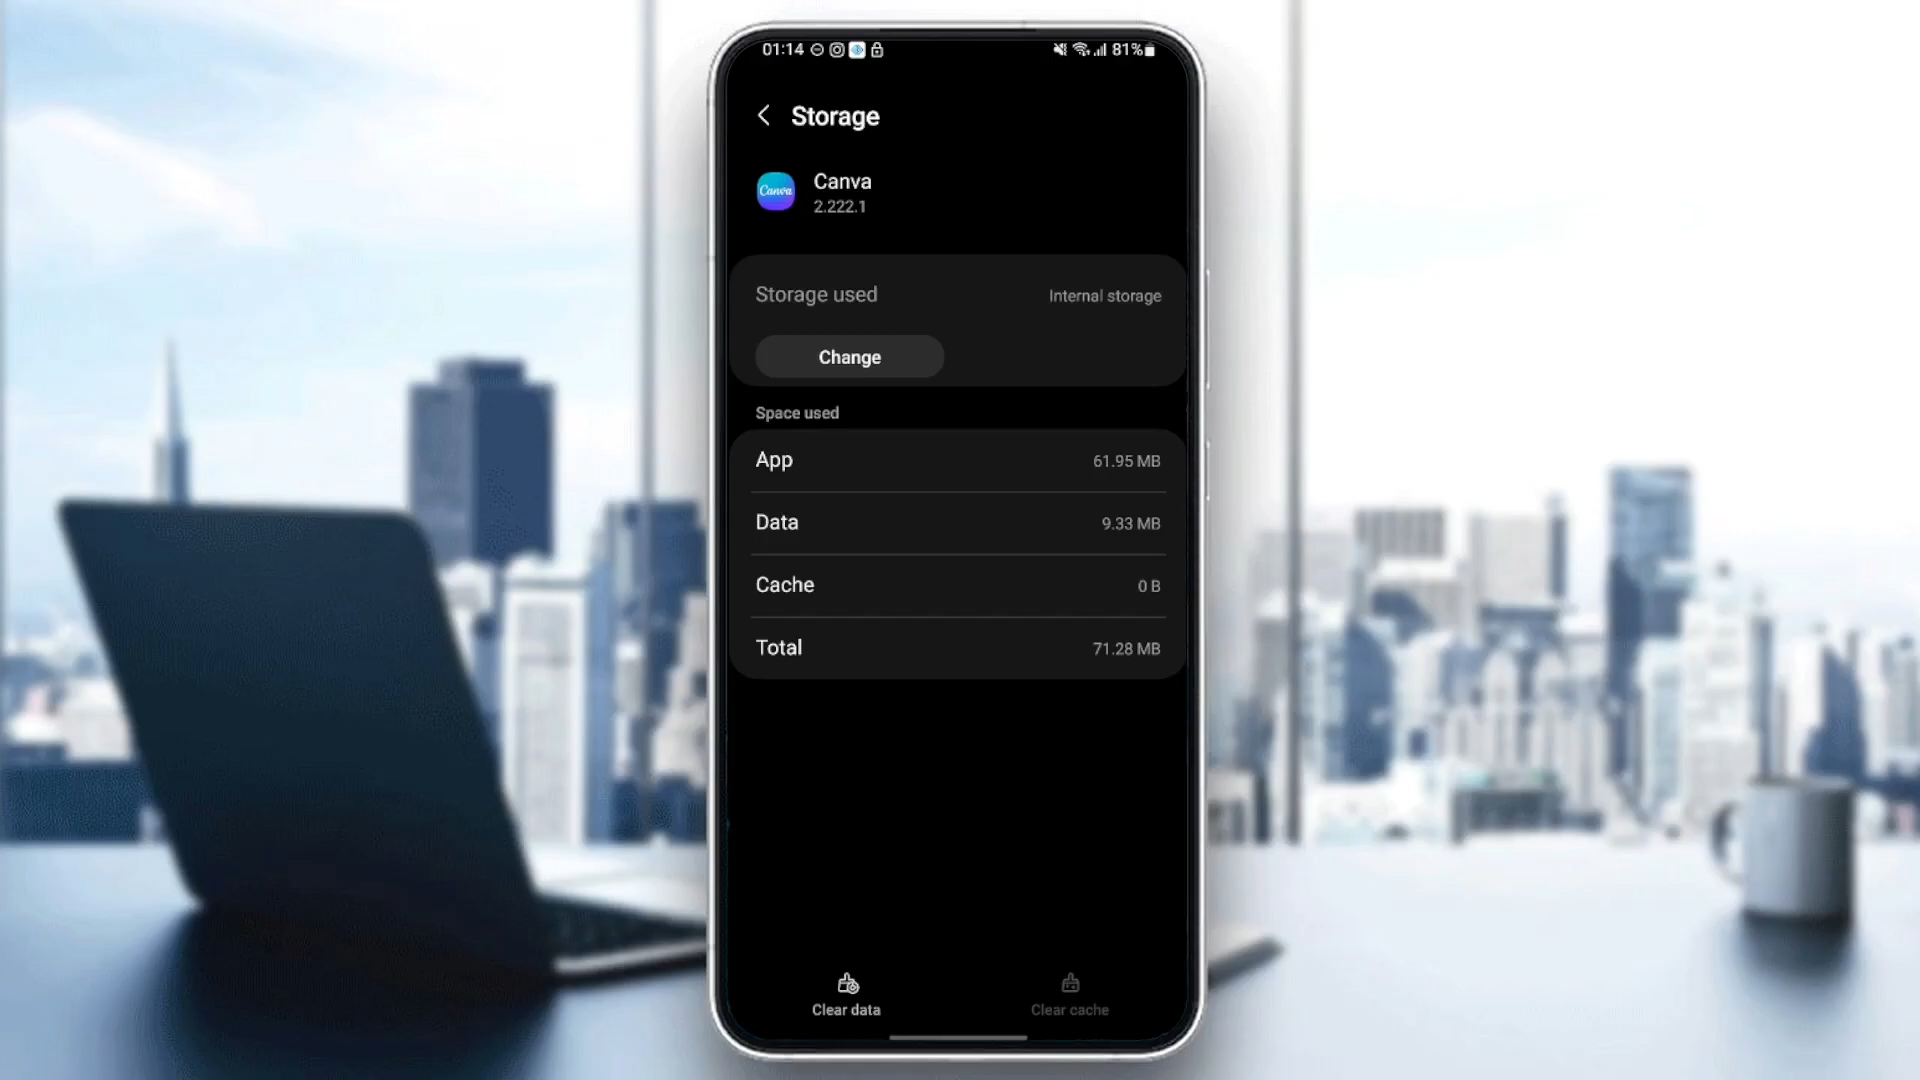 01:14 81%
Storage
Canva
Canva
2.222.1
Storage used Internal storage
Change
Space used
App 61.95 MB
Data 9.33 MB
Cache 0 B
Total 71.28 MB
Clear data Clear cache